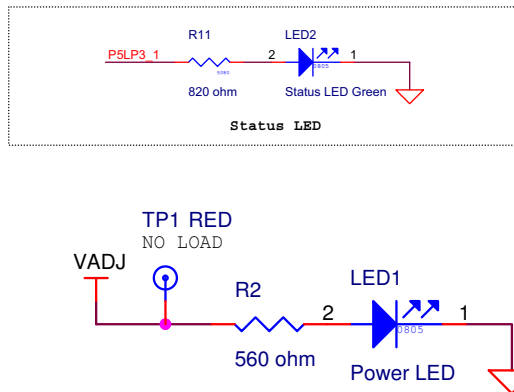 R11 LED2
P5LP3_1 2 1
5080 0805
820 ohm Status LED Green
Status LED
TP1 RED
NO LOAD
VADJ
R2 LED1
2 1
0805
560 ohm Power LED